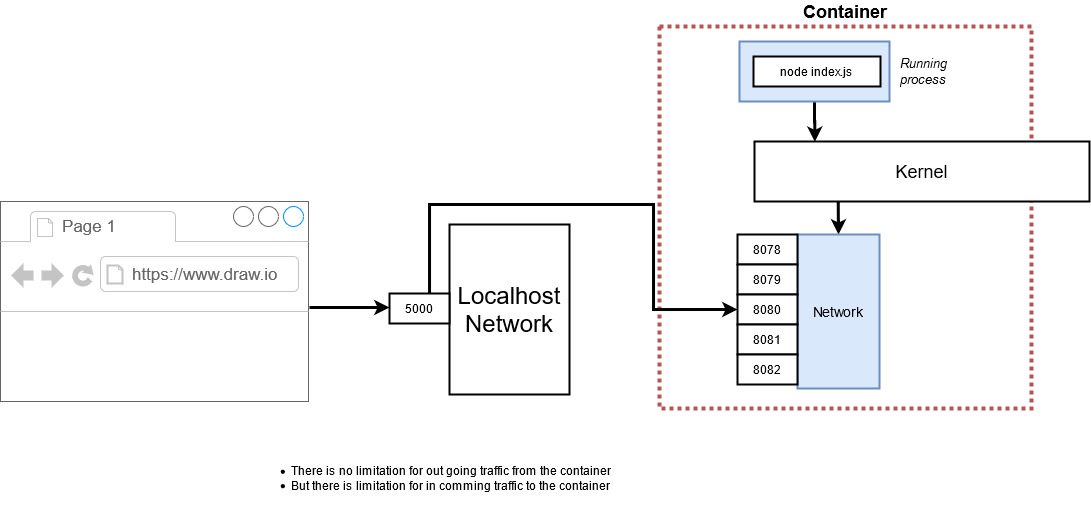 Container
node index.js
Running
process
Kernel
Page 1
https://www.draw.io
5000
Localhost
Network
8078
8079
8080
8081
8082
Network
• There is no limitation for out going traffic from the container
• But there is limitation for in comming traffic to the container